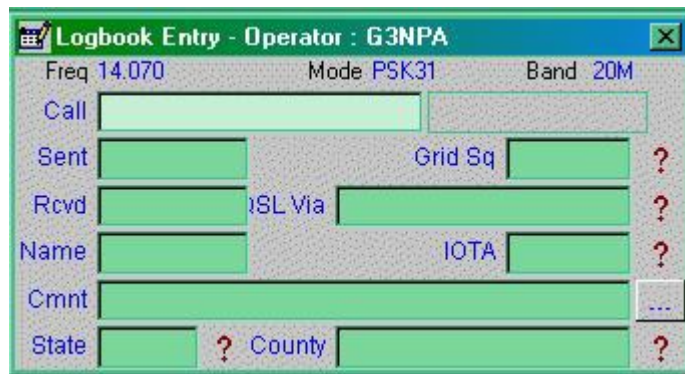 Logbook Entry - Operator : G3NPA
Freq 14.070 Mode PSK31 Band 20M
Call
Sent Grid Sq ?
Rcvd QSL Via ?
Name IOTA ?
Cmnt ...
State ? County ?